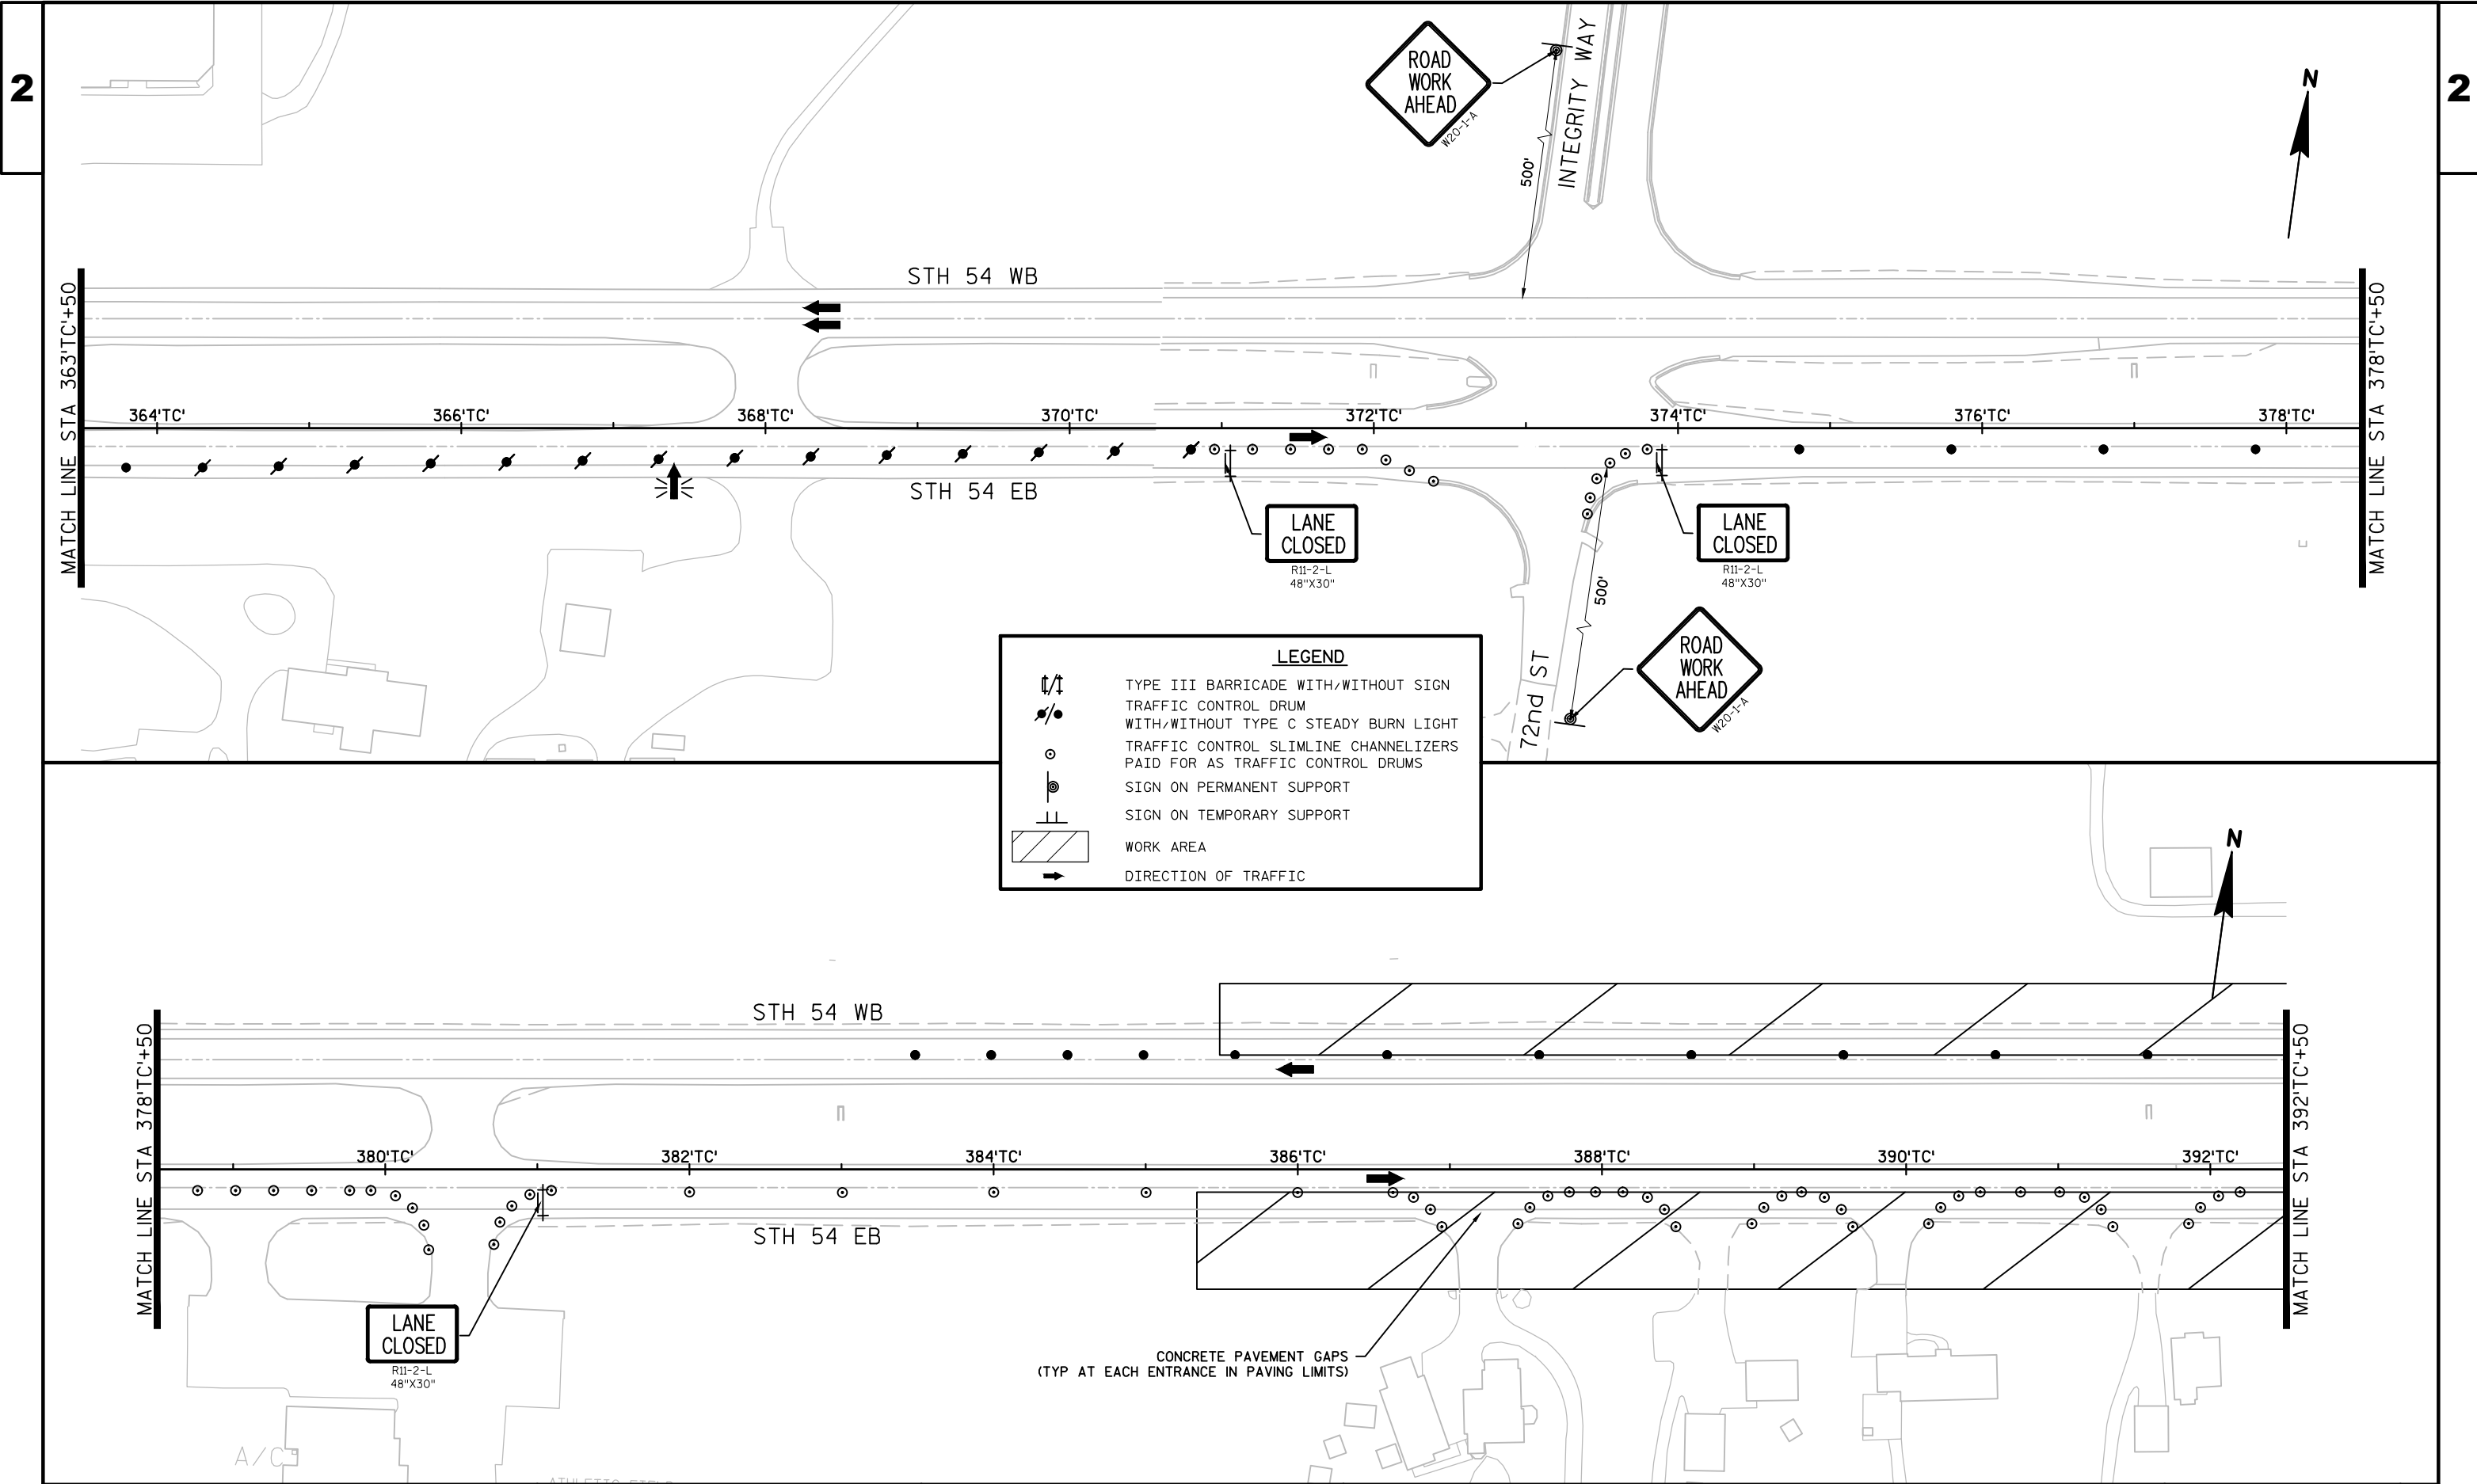 2
2
ROAD
WORK
AHEAD
W20-1-A
INTEGRITY WAY
500'
N
STH 54 WB
MATCH LINE STA 363'TC'+50
MATCH LINE STA 378'TC'+50
364'TC'
366'TC'
368'TC'
370'TC'
372'TC'
374'TC'
376'TC'
378'TC'
STH 54 EB
LANE
CLOSED
R11-2-L
48"X30"
LANE
CLOSED
R11-2-L
48"X30"
500'
72nd ST
ROAD
WORK
AHEAD
W20-1-A
LEGEND
TYPE III BARRICADE WITH/WITHOUT SIGN
TRAFFIC CONTROL DRUM
WITH/WITHOUT TYPE C STEADY BURN LIGHT
TRAFFIC CONTROL SLIMLINE CHANNELIZERS
PAID FOR AS TRAFFIC CONTROL DRUMS
SIGN ON PERMANENT SUPPORT
SIGN ON TEMPORARY SUPPORT
WORK AREA
DIRECTION OF TRAFFIC
N
STH 54 WB
MATCH LINE STA 378'TC'+50
MATCH LINE STA 392'TC'+50
380'TC'
382'TC'
384'TC'
386'TC'
388'TC'
390'TC'
392'TC'
STH 54 EB
LANE
CLOSED
R11-2-L
48"X30"
CONCRETE PAVEMENT GAPS
(TYP AT EACH ENTRANCE IN PAVING LIMITS)
A/C